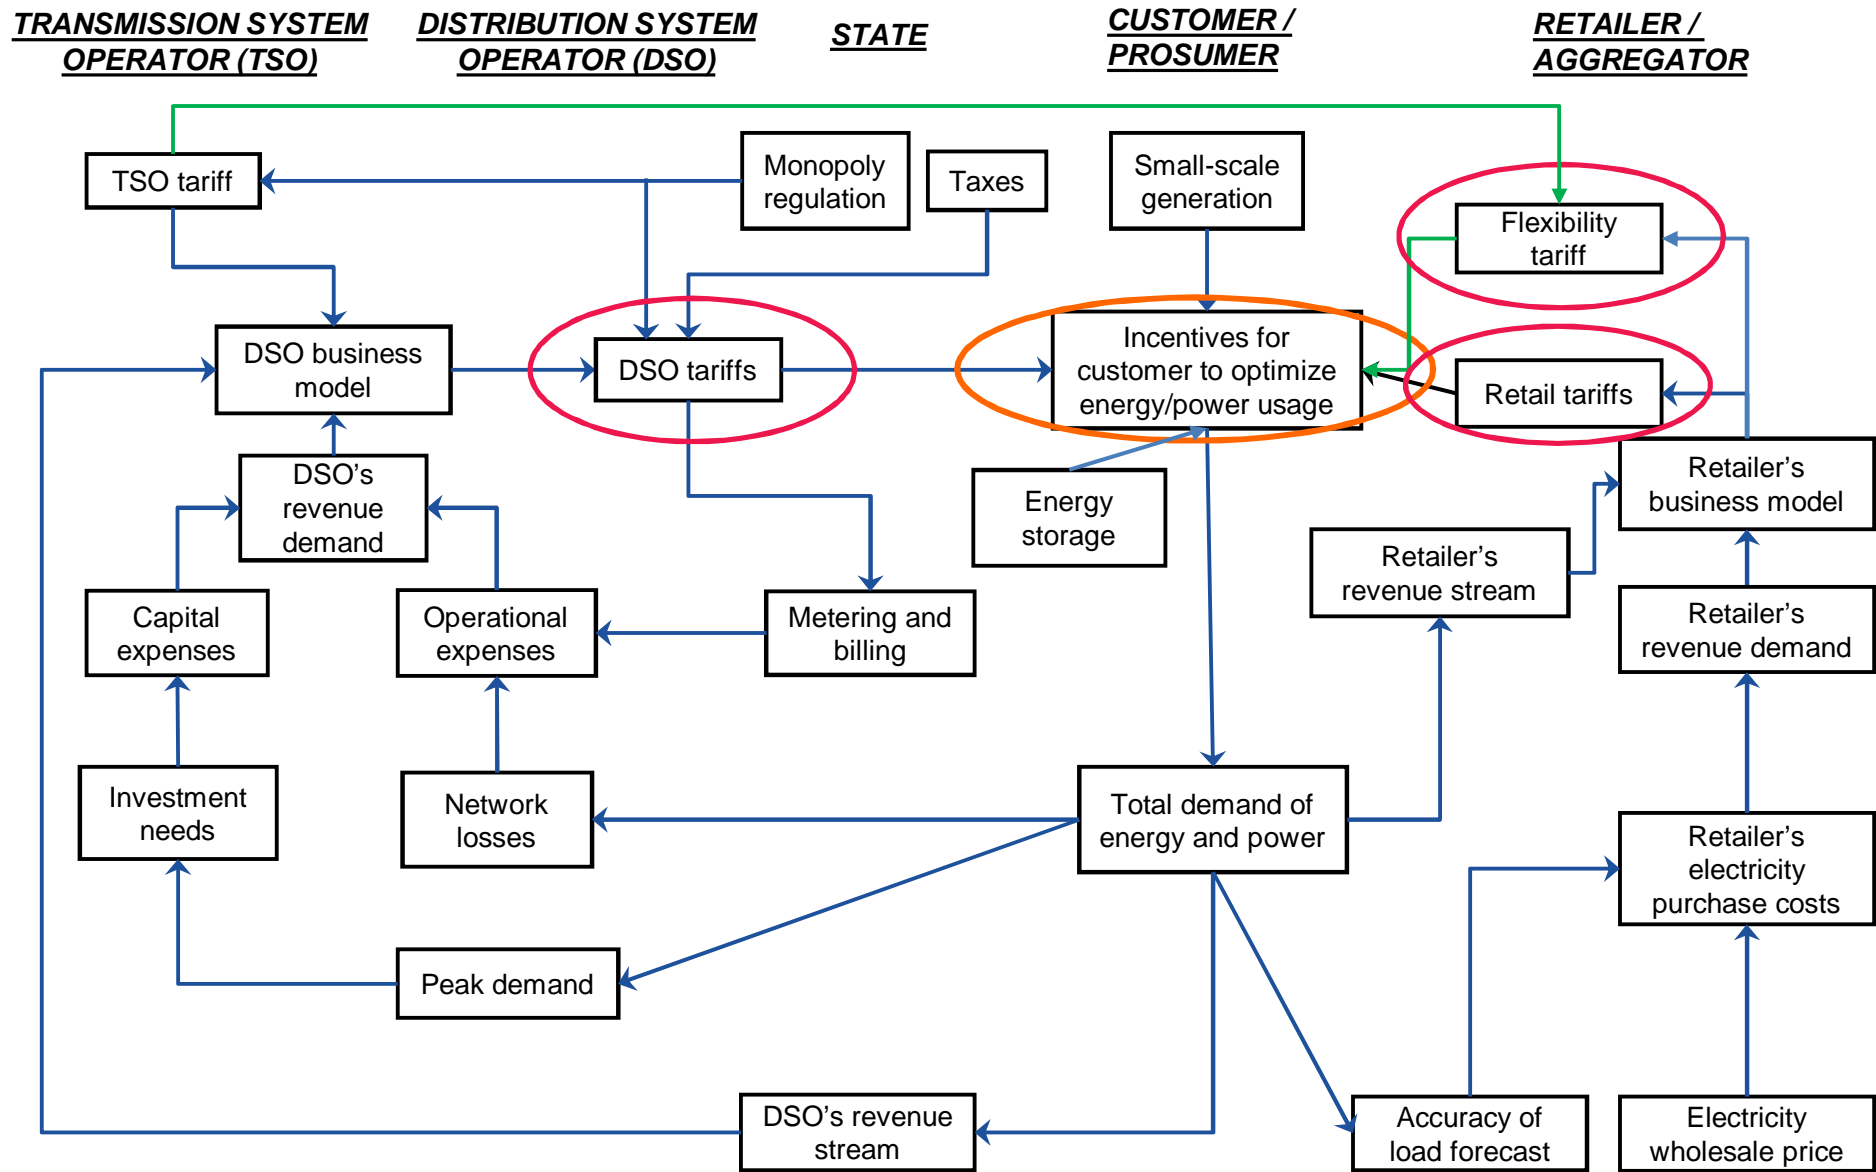 TRANSMISSION SYSTEM
OPERATOR (TSO)
DISTRIBUTION SYSTEM
OPERATOR (DSO)
STATE
CUSTOMER /
PROSUMER
RETAILER /
AGGREGATOR
TSO tariff
Monopoly
regulation
Taxes
Small-scale
generation
Flexibility
tariff
DSO business
model
DSO tariffs
Incentives for
customer to optimize
energy/power usage
Retail tariffs
DSO’s
revenue
demand
Energy
storage
Retailer’s
business model
Retailer’s
revenue stream
Capital
expenses
Operational
expenses
Metering and
billing
Retailer’s
revenue demand
Investment
needs
Network
losses
Total demand of
energy and power
Retailer’s
electricity
purchase costs
Peak demand
DSO’s revenue
stream
Accuracy of
load forecast
Electricity
wholesale price